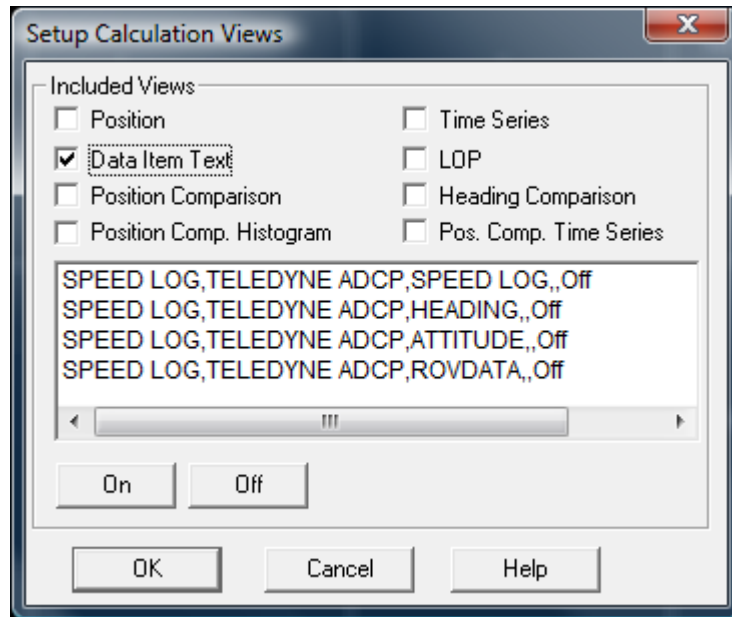 Setup Calculation Views
X
Included Views
Position
Time Series
Data Item Text
LOP
Position Comparison
Heading Comparison
Position Comp. Histogram
Pos. Comp. Time Series
SPEED LOG,TELEDYNE ADCP,SPEED LOG,,Off
SPEED LOG,TELEDYNE ADCP,HEADING,,Off
SPEED LOG,TELEDYNE ADCP,ATTITUDE,,Off
SPEED LOG,TELEDYNE ADCP,ROVDATA,,Off
On Off
OK Cancel Help